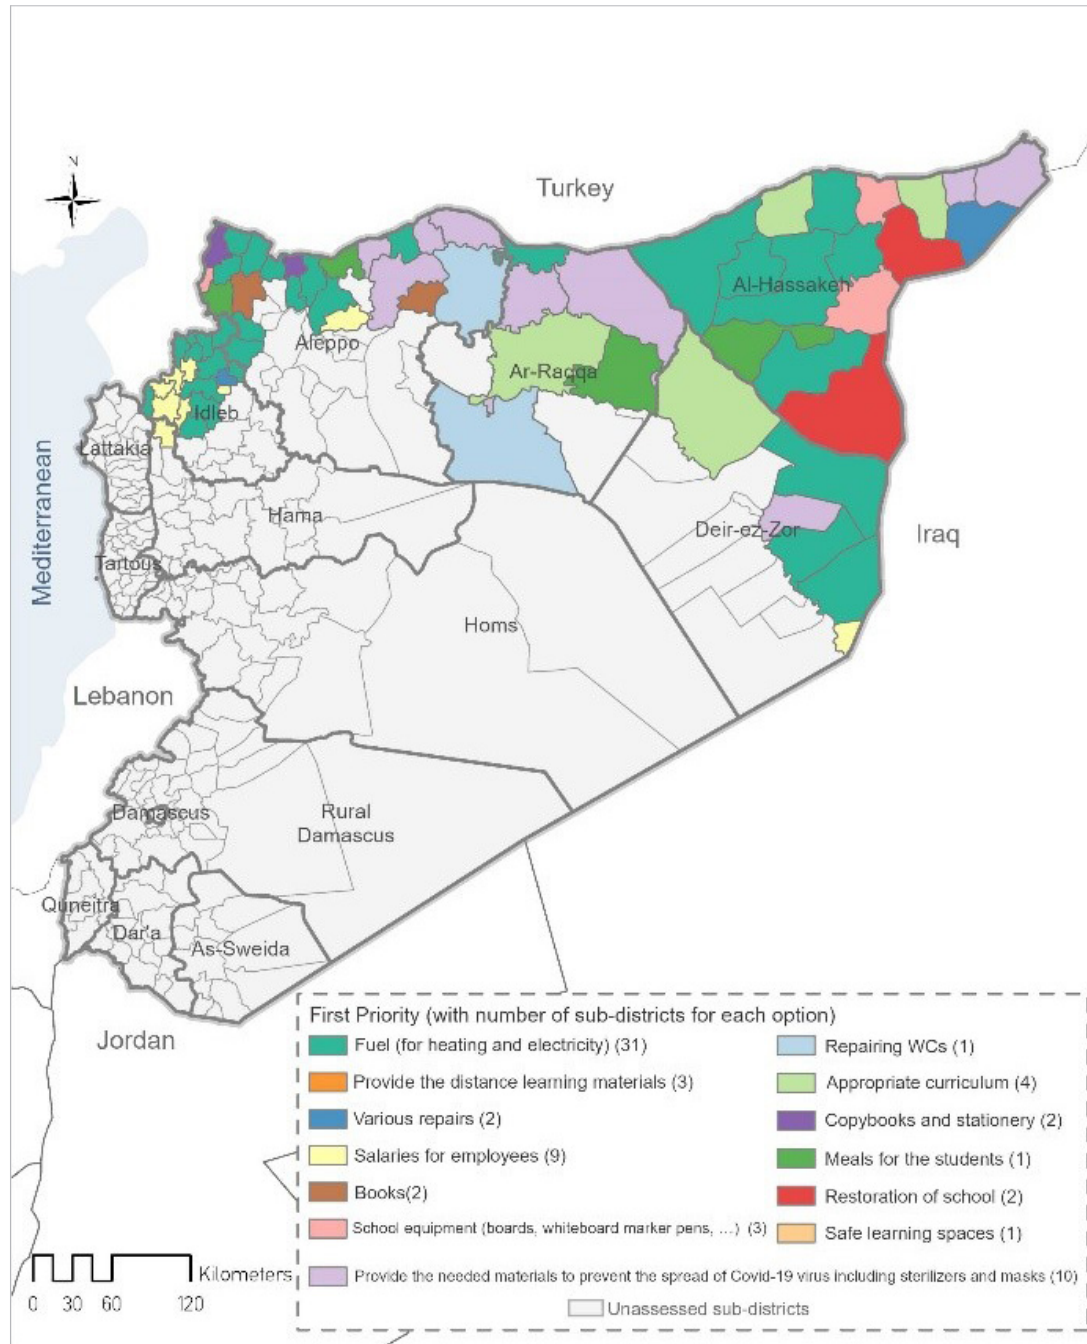 N
Turkey
Al-Hassakeh
Aleppo
Ar-Raqqa
Idleb
Lattakia
Mediterranean
Hama
Deir-ez-Zor
Iraq
Tartous
Homs
Lebanon
Damascus
Rural
Damascus
Quneitra
Dar'a
As-Sweida
Jordan
First Priority (with number of sub-districts for each option)
Fuel (for heating and electricity) (31)
Provide the distance learning materials (3)
Various repairs (2)
Salaries for employees (9)
Books(2)
School equipment (boards, whiteboard marker pens, ...) (3)
Repairing WCs (1)
Appropriate curriculum (4)
Copybooks and stationery (2)
Meals for the students (1)
Restoration of school (2)
Safe learning spaces (1)
Provide the needed materials to prevent the spread of Covid-19 virus including sterilizers and masks (10)
Unassessed sub-districts
Kilometers
0 30 60 120